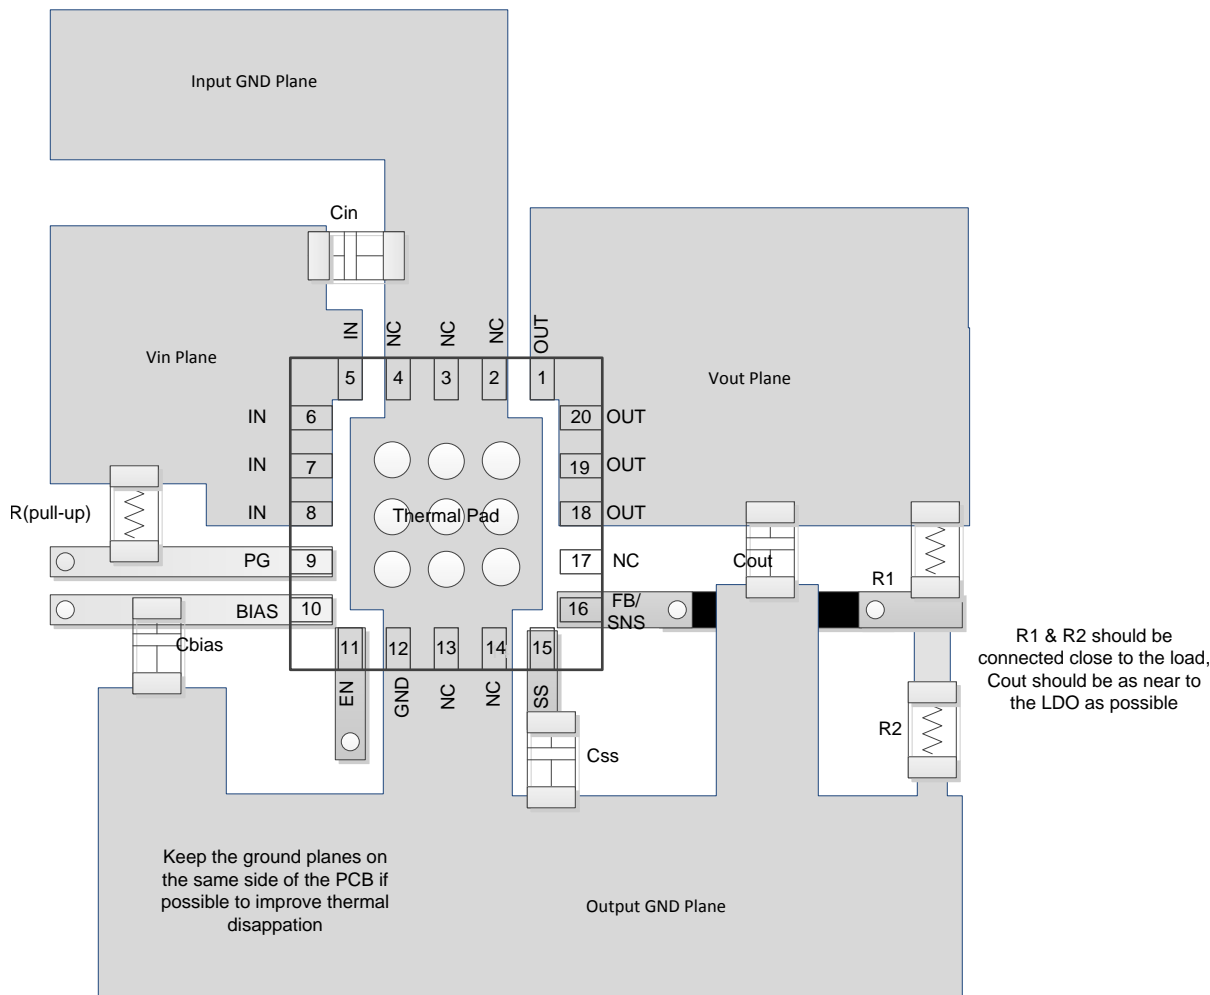 Input GND Plane
Cin
IN
NC
NC
NC
OUT
Vin Plane
Vout Plane
5
4
3
2
1
IN
6
20
OUT
IN
7
19
OUT
IN
8
18
OUT
R(pull-up)
Thermal Pad
PG
9
17
NC
Cout
R1
BIAS
10
16
FB/
SNS
Cbias
11
12
13
14
15
EN
GND
NC
NC
SS
R1 & R2 should be
connected close to the load,
Cout should be as near to
the LDO as possible
R2
Css
Keep the ground planes on
the same side of the PCB if
possible to improve thermal
disappation
Output GND Plane